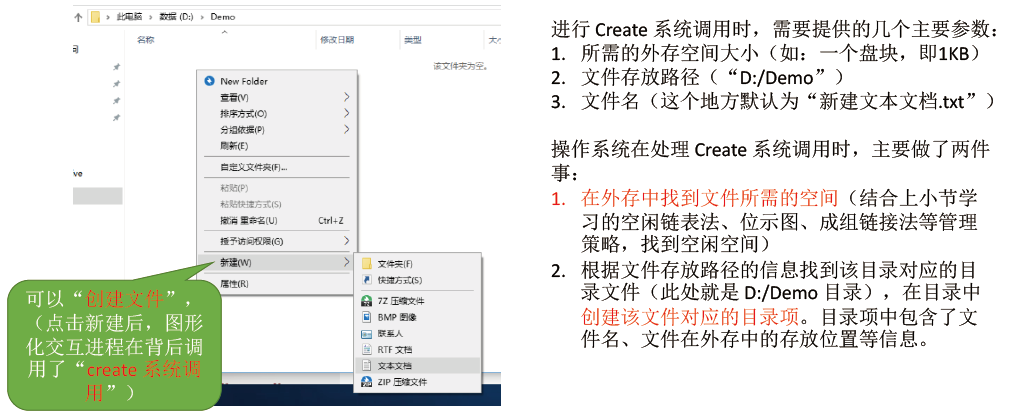 此电脑 › 数据 (D:) › Demo
名称
修改日期
类型
大小
该文件夹为空。
New Folder
查看(V)
排序方式(O)
分组依据(P)
刷新(E)
自定义文件夹(F)...
粘贴(P)
粘贴快捷方式(S)
撤消 重命名(U) Ctrl+Z
授予访问权限(G)
新建(W)
属性(R)
文件夹(F)
快捷方式(S)
7Z 压缩文件
BMP 图像
联系人
RTF 文档
文本文档
ZIP 压缩文件
ve
可以“创建文件”，
（点击新建后，图形
化交互进程在背后调
用了“create 系统调
用”）
进行 Create 系统调用时，需要提供的几个主要参数：
1. 所需的外存空间大小（如：一个盘块，即1KB）
2. 文件存放路径（“D:/Demo”）
3. 文件名（这个地方默认为“新建文本文档.txt”）
操作系统在处理 Create 系统调用时，主要做了两件
事：
1. 在外存中找到文件所需的空间（结合上小节学
习的空闲链表法、位示图、成组链接法等管理
策略，找到空闲空间）
2. 根据文件存放路径的信息找到该目录对应的目
录文件（此处就是 D:/Demo 目录），在目录中
创建该文件对应的目录项。目录项中包含了文
件名、文件在外存中的存放位置等信息。